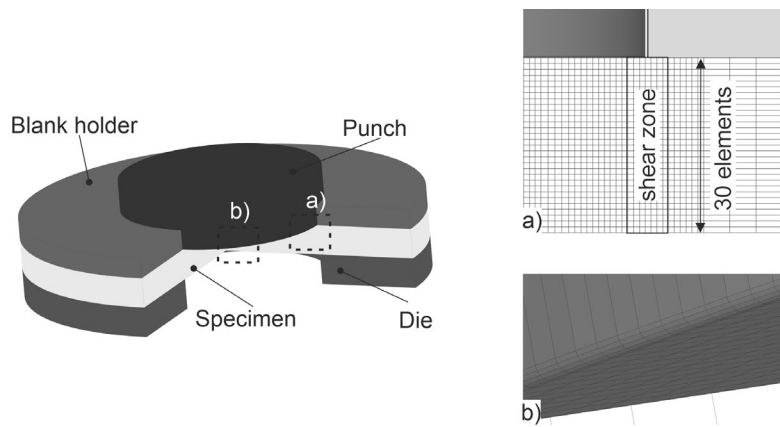 Blank holder
Punch
b)
a)
Specimen
Die
shear zone
30 elements
a)
b)